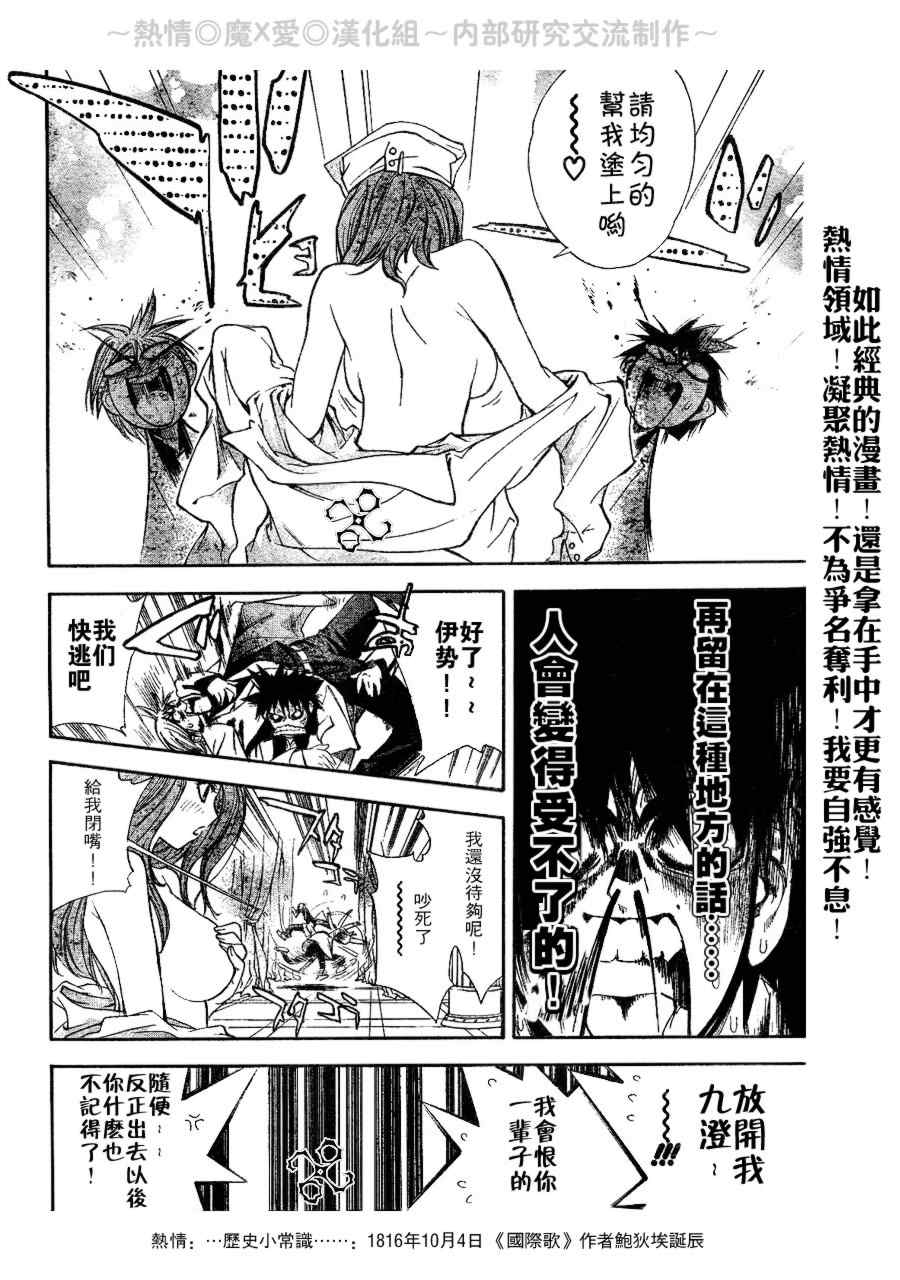 ～熱情◎魔X愛◎漢化組～内部研究交流制作～
請均勻的
幫我塗上喲
～～♡
如此經典的漫畫！還是拿在手中才更有感覺！
熱情領域！凝聚熱情！不為爭名奪利！我要自強不息！
再留在這種地方的話……
人會變得受不了的！
好了～～
伊勢！！
我们
快逃吧
我還沒待夠呢！
吵死了
～～
給我閉嘴！
放開我
九澄～
～～!!!
我會恨你
一輩子的
隨便～～
反正出去以後
你什麼也
不記得了！
熱情：…歷史小常識……：1816年10月4日《國際歌》作者鮑狄埃誕辰